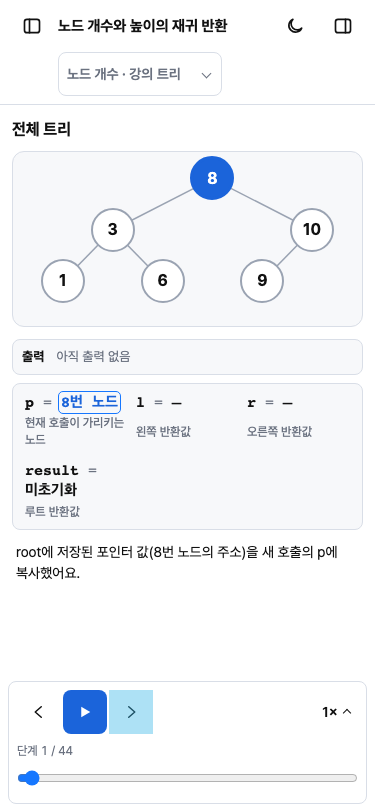 노드 개수와 높이의 재귀 반환
노드 개수 · 강의 트리
전체 트리
8
3
10
1
6
9
출력 아직 출력 없음
p = 8번 노드
현재 호출이 가리키는
노드
l = —
왼쪽 반환값
r = —
오른쪽 반환값
result =
미초기화
루트 반환값
root에 저장된 포인터 값(8번 노드의 주소)을 새 호출의 p에
복사했어요.
1×
단계 1 / 44